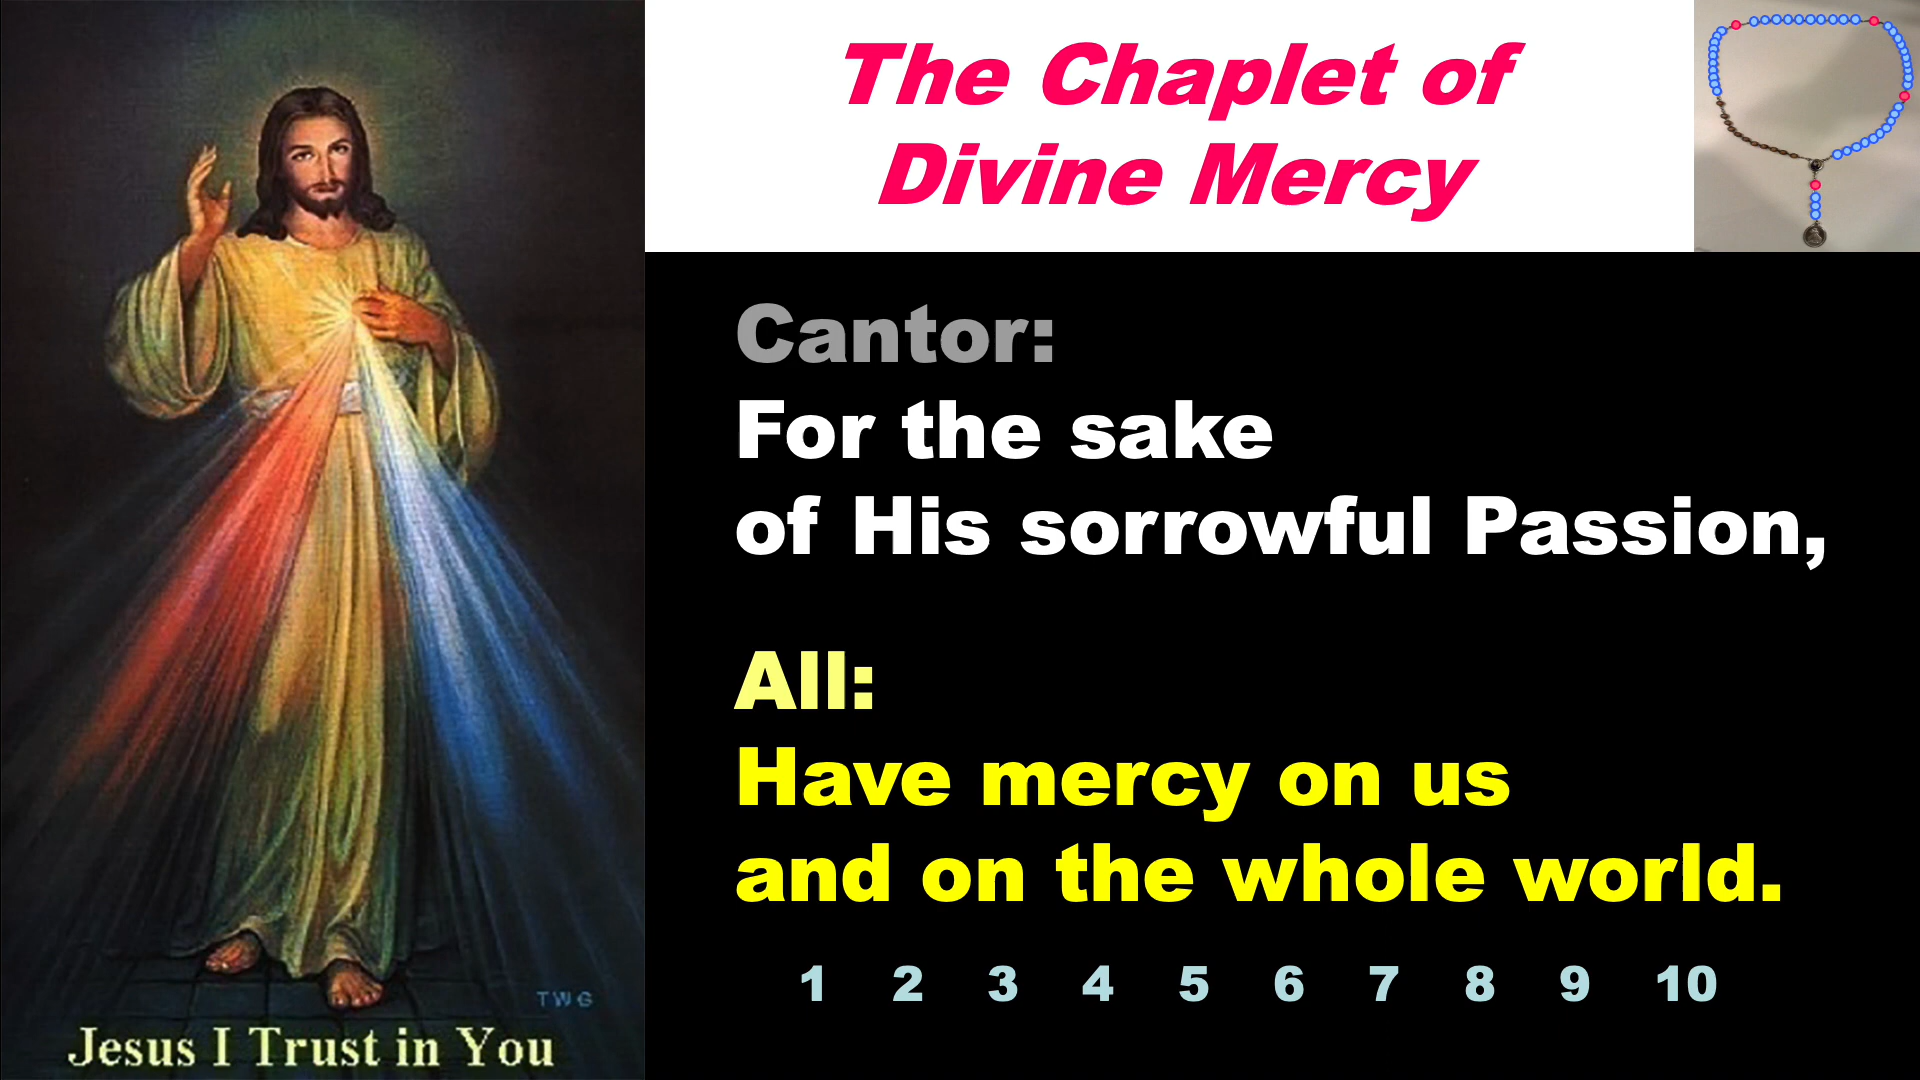 The Chaplet of
Divine Mercy
Cantor:
For the sake
of His sorrowful Passion,
All:
Have mercy on us
and on the whole world.
1 2 3 4 5 6 7 8 9 10
TWG
Jesus I Trust in You